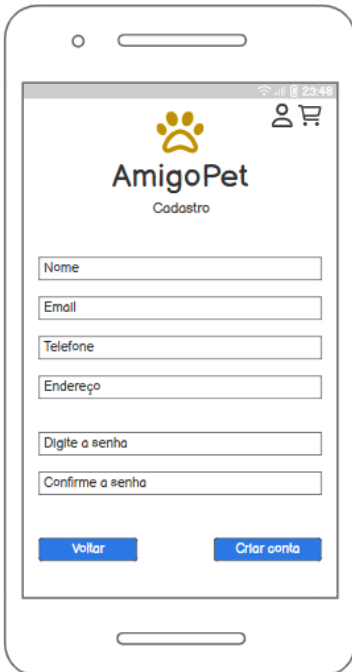 23:48
AmigoPet
Cadastro
Nome
Email
Telefone
Endereço
Digite a senha
Confirme a senha
Voltar
Criar conta